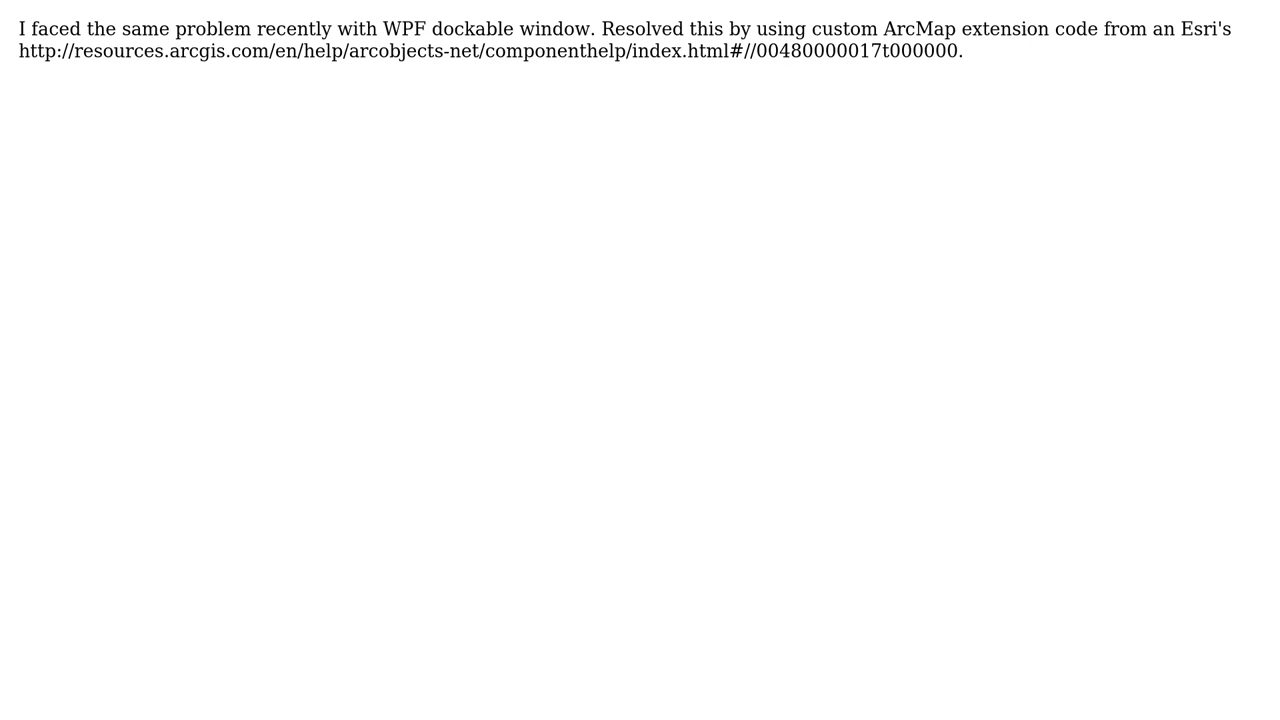 I faced the same problem recently with WPF dockable window. Resolved this by using custom ArcMap extension code from an Esri's
http://resources.arcgis.com/en/help/arcobjects-net/componenthelp/index.html#//00480000017t000000.